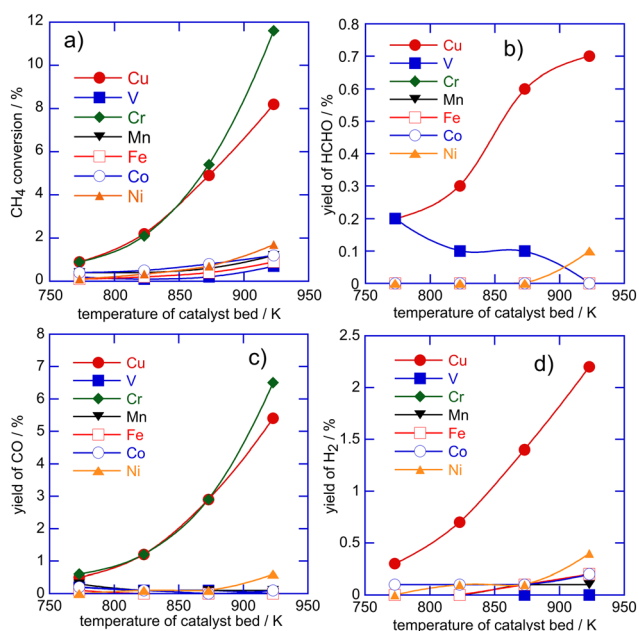 a)
12
10
8
6
4
2
0
CH4 conversion / %
Cu
V
Cr
Mn
Fe
Co
Ni
750 800 850 900 950
temperature of catalyst bed / K
b)
0.8
0.7
0.6
0.5
0.4
0.3
0.2
0.1
0
yield of HCHO / %
Cu
V
Cr
Mn
Fe
Co
Ni
750 800 850 900 950
temperature of catalyst bed / K
c)
8
7
6
5
4
3
2
1
0
yield of CO / %
Cu
V
Cr
Mn
Fe
Co
Ni
750 800 850 900 950
temperature of catalyst bed / K
d)
2.5
2
1.5
1
0.5
0
yield of H2 / %
Cu
V
Cr
Mn
Fe
Co
Ni
750 800 850 900 950
temperature of catalyst bed / K